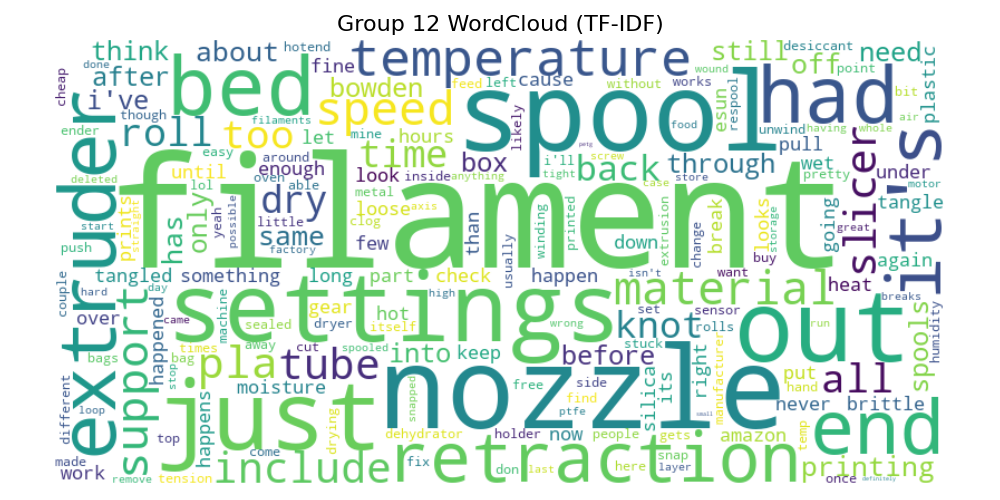 Group 12 WordCloud (TF-IDF)
think
about
hotend
fine
temperature
still
off
desiccant
need
done
cheap
after
i've
bed
bowden
speed
feed
left
cause
spool
without
works
wound
point
had
bit
plastic
though
ender
roll
too
let
mine
hours
likely
food
esun
respool
unwind
having
whole
air
filaments
easy
until
around
enough
oven
able
time
look
box
inside
anything
petg
i'll
tight
screw
back
store
case
through
pull
wet
pretty
under
motor
extruder
deleted
start
push
prints
straight
lol
yeah
has
only
possible
dry
little
same
factory
metal
loose
axis
clog
few
filament
than
usually
winding
printed
down
extrusion
change
break
looks
buy
storage
going
slicer
great
it's
tangle
again
couple
tangled
something
long
part
check
happen
isn't
material
want
heat
hard
day
over
came
support
happened
settings
machine
gear
high
hot
itself
dryer
sealed
set
sensor
rolls
knot
stuck
wrong
out
run
breaks
humidity
spools
bags
bag
times
away
spooled
cut
pla
tube
into
keep
before
right
manufacturer
stop
moisture
snapped
nozzle
free
side
find
ptfe
silica
its
put
hand
all
never
brittle
different
loop
just
happens
drying
dehydrator
holder
now
people
small
amazon
temp
end
made
work
top
remove
tension
come
include
fix
retraction
don
last
gets
here
snap
layer
printing
once
definitely